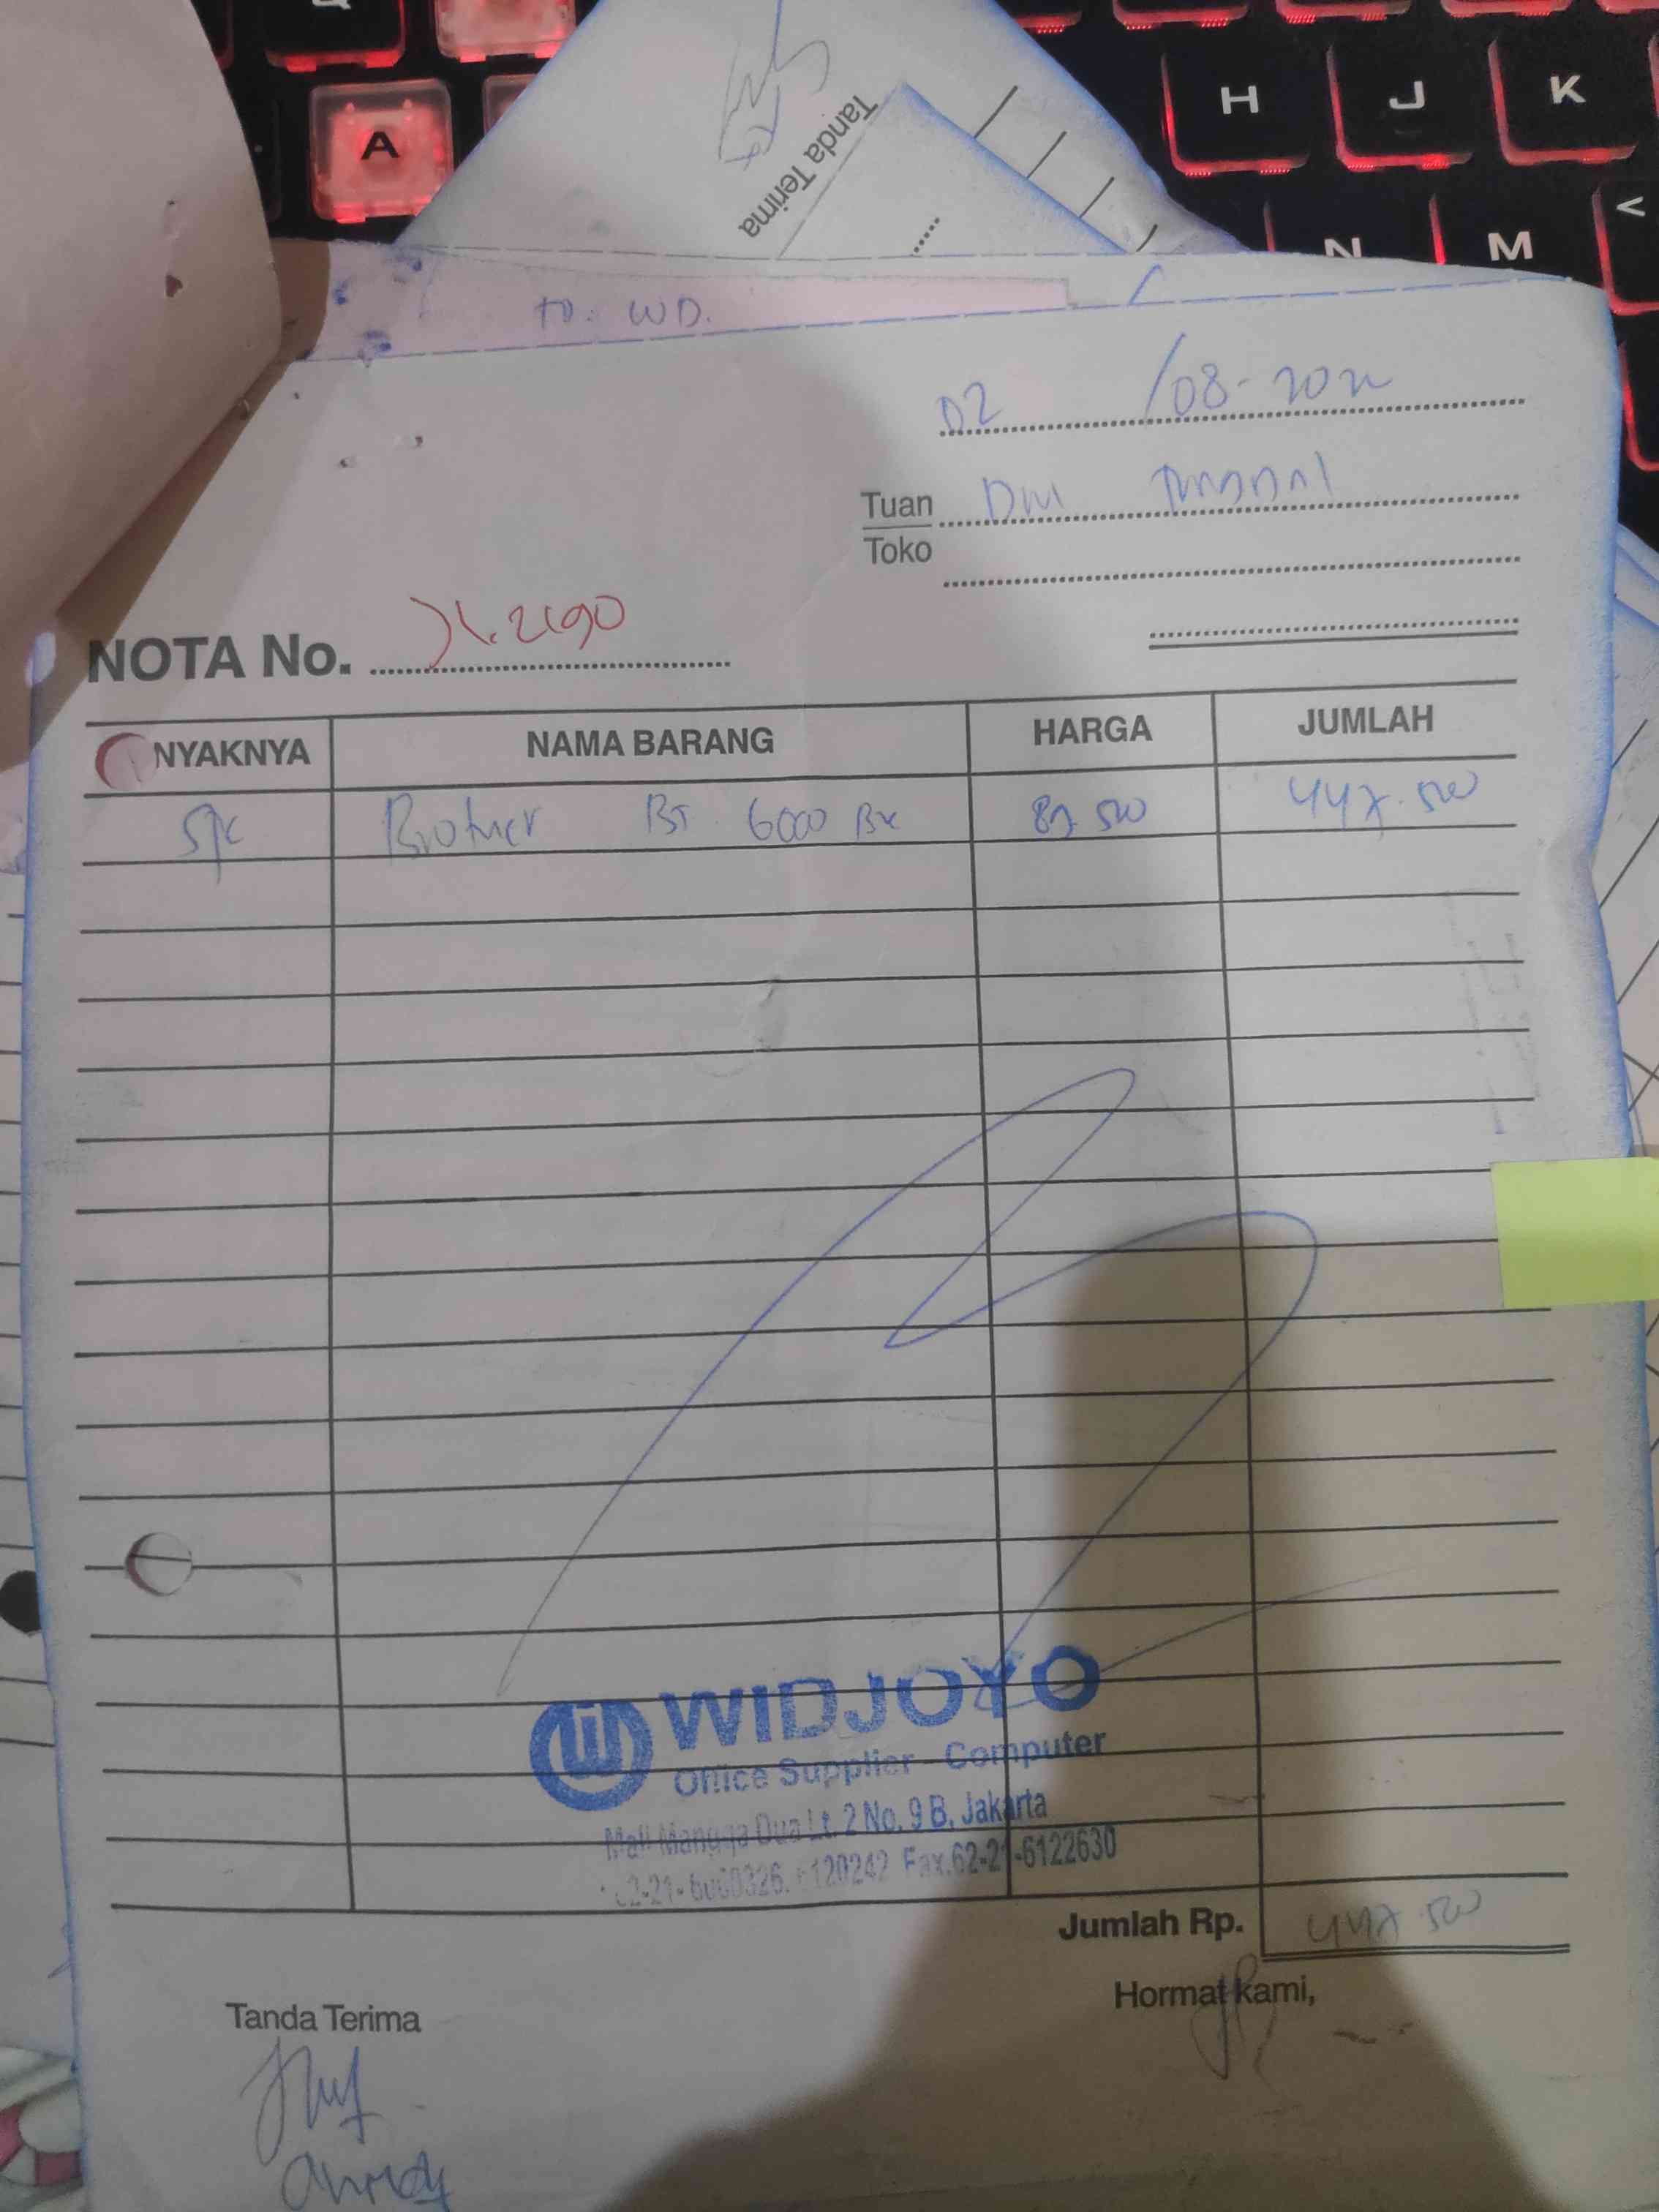 A
H J K
N M <
Tanda Terima
TO. WD.
02 /08-2022
Tuan DM
Toko
NOTA No.
NYAKNYA NAMA BARANG HARGA JUMLAH
5pc Brother BT 6000 BK 89.500 447.500
WIDJOYO
Office Supplier - Computer
Mall Mangga Dua Lt. 2 No. 9 B, Jakarta
120242 Fax.62-21-6122630
Jumlah Rp. 447.500
Tanda Terima Hormat kami,